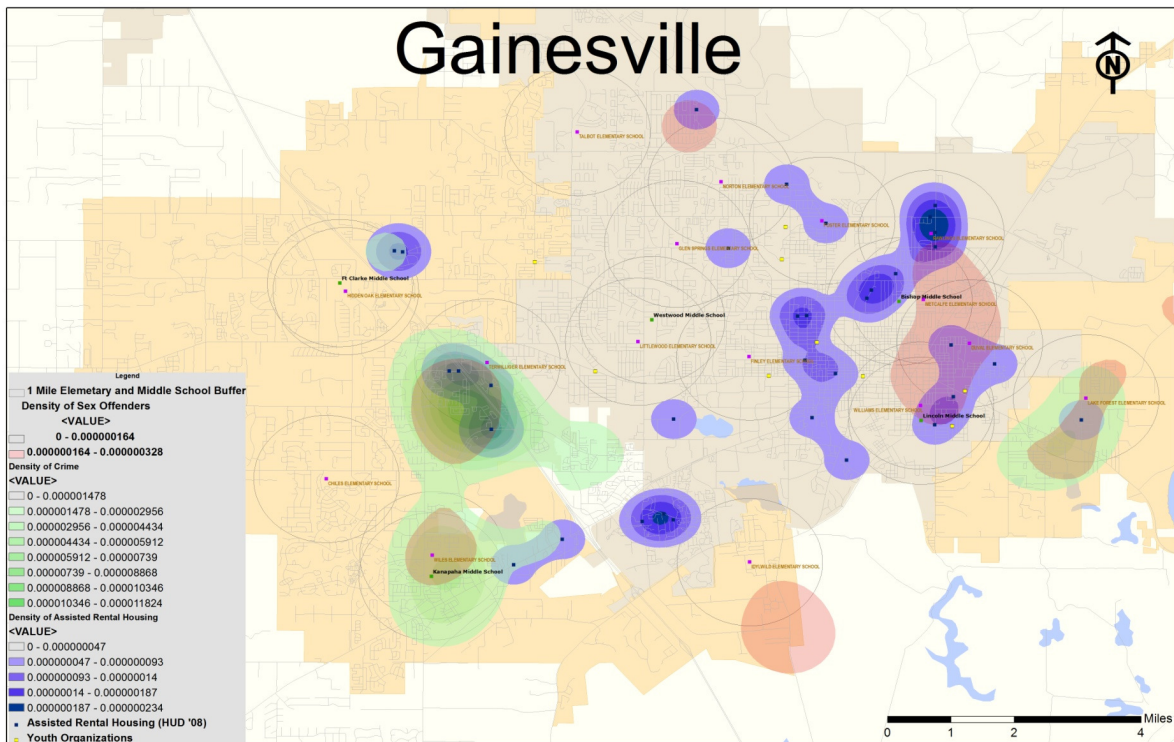 Gainesville
N
TALBOT ELEMENTARY SCHOOL
NORTON ELEMENTARY SCHOOL
GLEN SPRINGS ELEMENTARY SCHOOL
ELEMENTARY SCHOOL
ELEMENTARY SCHOOL
Ft Clarke Middle School
HIDDEN OAK ELEMENTARY SCHOOL
Bishop Middle School
METCALFE ELEMENTARY SCHOOL
Westwood Middle School
LITTLEWOOD ELEMENTARY SCHOOL
FINLEY ELEMENTARY SCHOOL
ELEMENTARY SCHOOL
TERWILLIGER ELEMENTARY SCHOOL
WILLIAMS ELEMENTARY SCHOOL
Lincoln Middle School
LAKE FOREST ELEMENTARY SCHOOL
CHILES ELEMENTARY SCHOOL
WILES ELEMENTARY SCHOOL
Kanapaha Middle School
IDYLWILD ELEMENTARY SCHOOL
Legend
1 Mile Elemetary and Middle School Buffer
Density of Sex Offenders
<VALUE>
0 - 0.000000164
0.000000164 - 0.000000328
Density of Crime
<VALUE>
0 - 0.000001478
0.000001478 - 0.000002956
0.000002956 - 0.000004434
0.000004434 - 0.000005912
0.000005912 - 0.00000739
0.00000739 - 0.000008868
0.000008868 - 0.000010346
0.000010346 - 0.000011824
Density of Assisted Rental Housing
<VALUE>
0 - 0.000000047
0.000000047 - 0.000000093
0.000000093 - 0.00000014
0.00000014 - 0.000000187
0.000000187 - 0.000000234
Assisted Rental Housing (HUD '08)
Youth Organizations
Miles
0 1 2 4